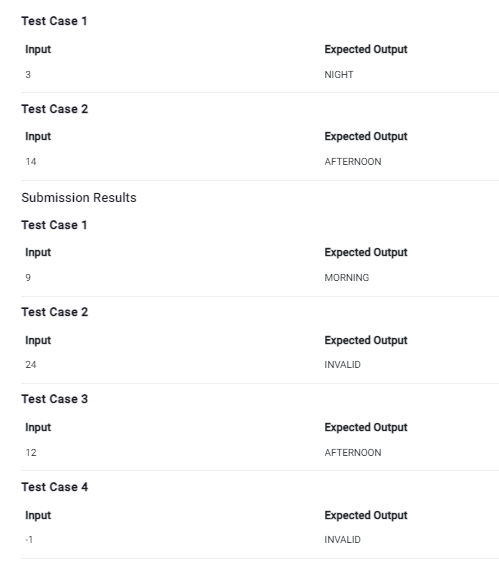 Test Case 1
Input Expected Output
3 NIGHT
Test Case 2
Input Expected Output
14 AFTERNOON
Submission Results
Test Case 1
Input Expected Output
9 MORNING
Test Case 2
Input Expected Output
24 INVALID
Test Case 3
Input Expected Output
12 AFTERNOON
Test Case 4
Input Expected Output
-1 INVALID